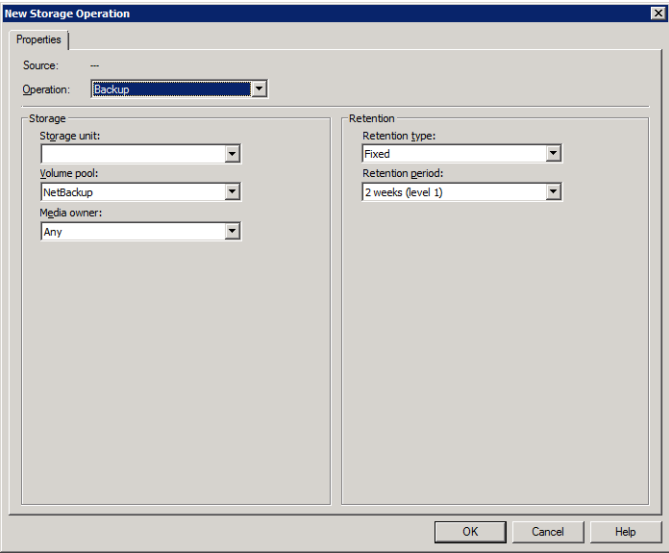 New Storage Operation
Properties
Source: ---
Operation: Backup
Storage
Storage unit:
Volume pool:
NetBackup
Media owner:
Any
Retention
Retention type:
Fixed
Retention period:
2 weeks (level 1)
OK Cancel Help